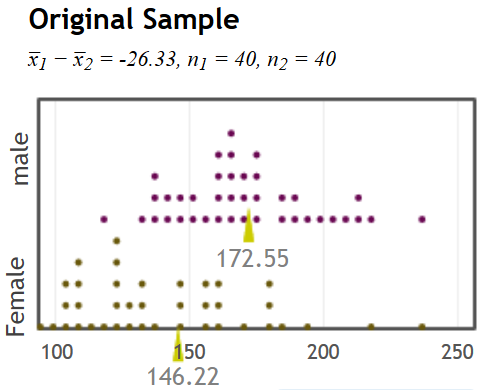 Original Sample
x̅1 − x̅2 = -26.33, n1 = 40, n2 = 40
male
172.55
Female
100 150 200 250
146.22